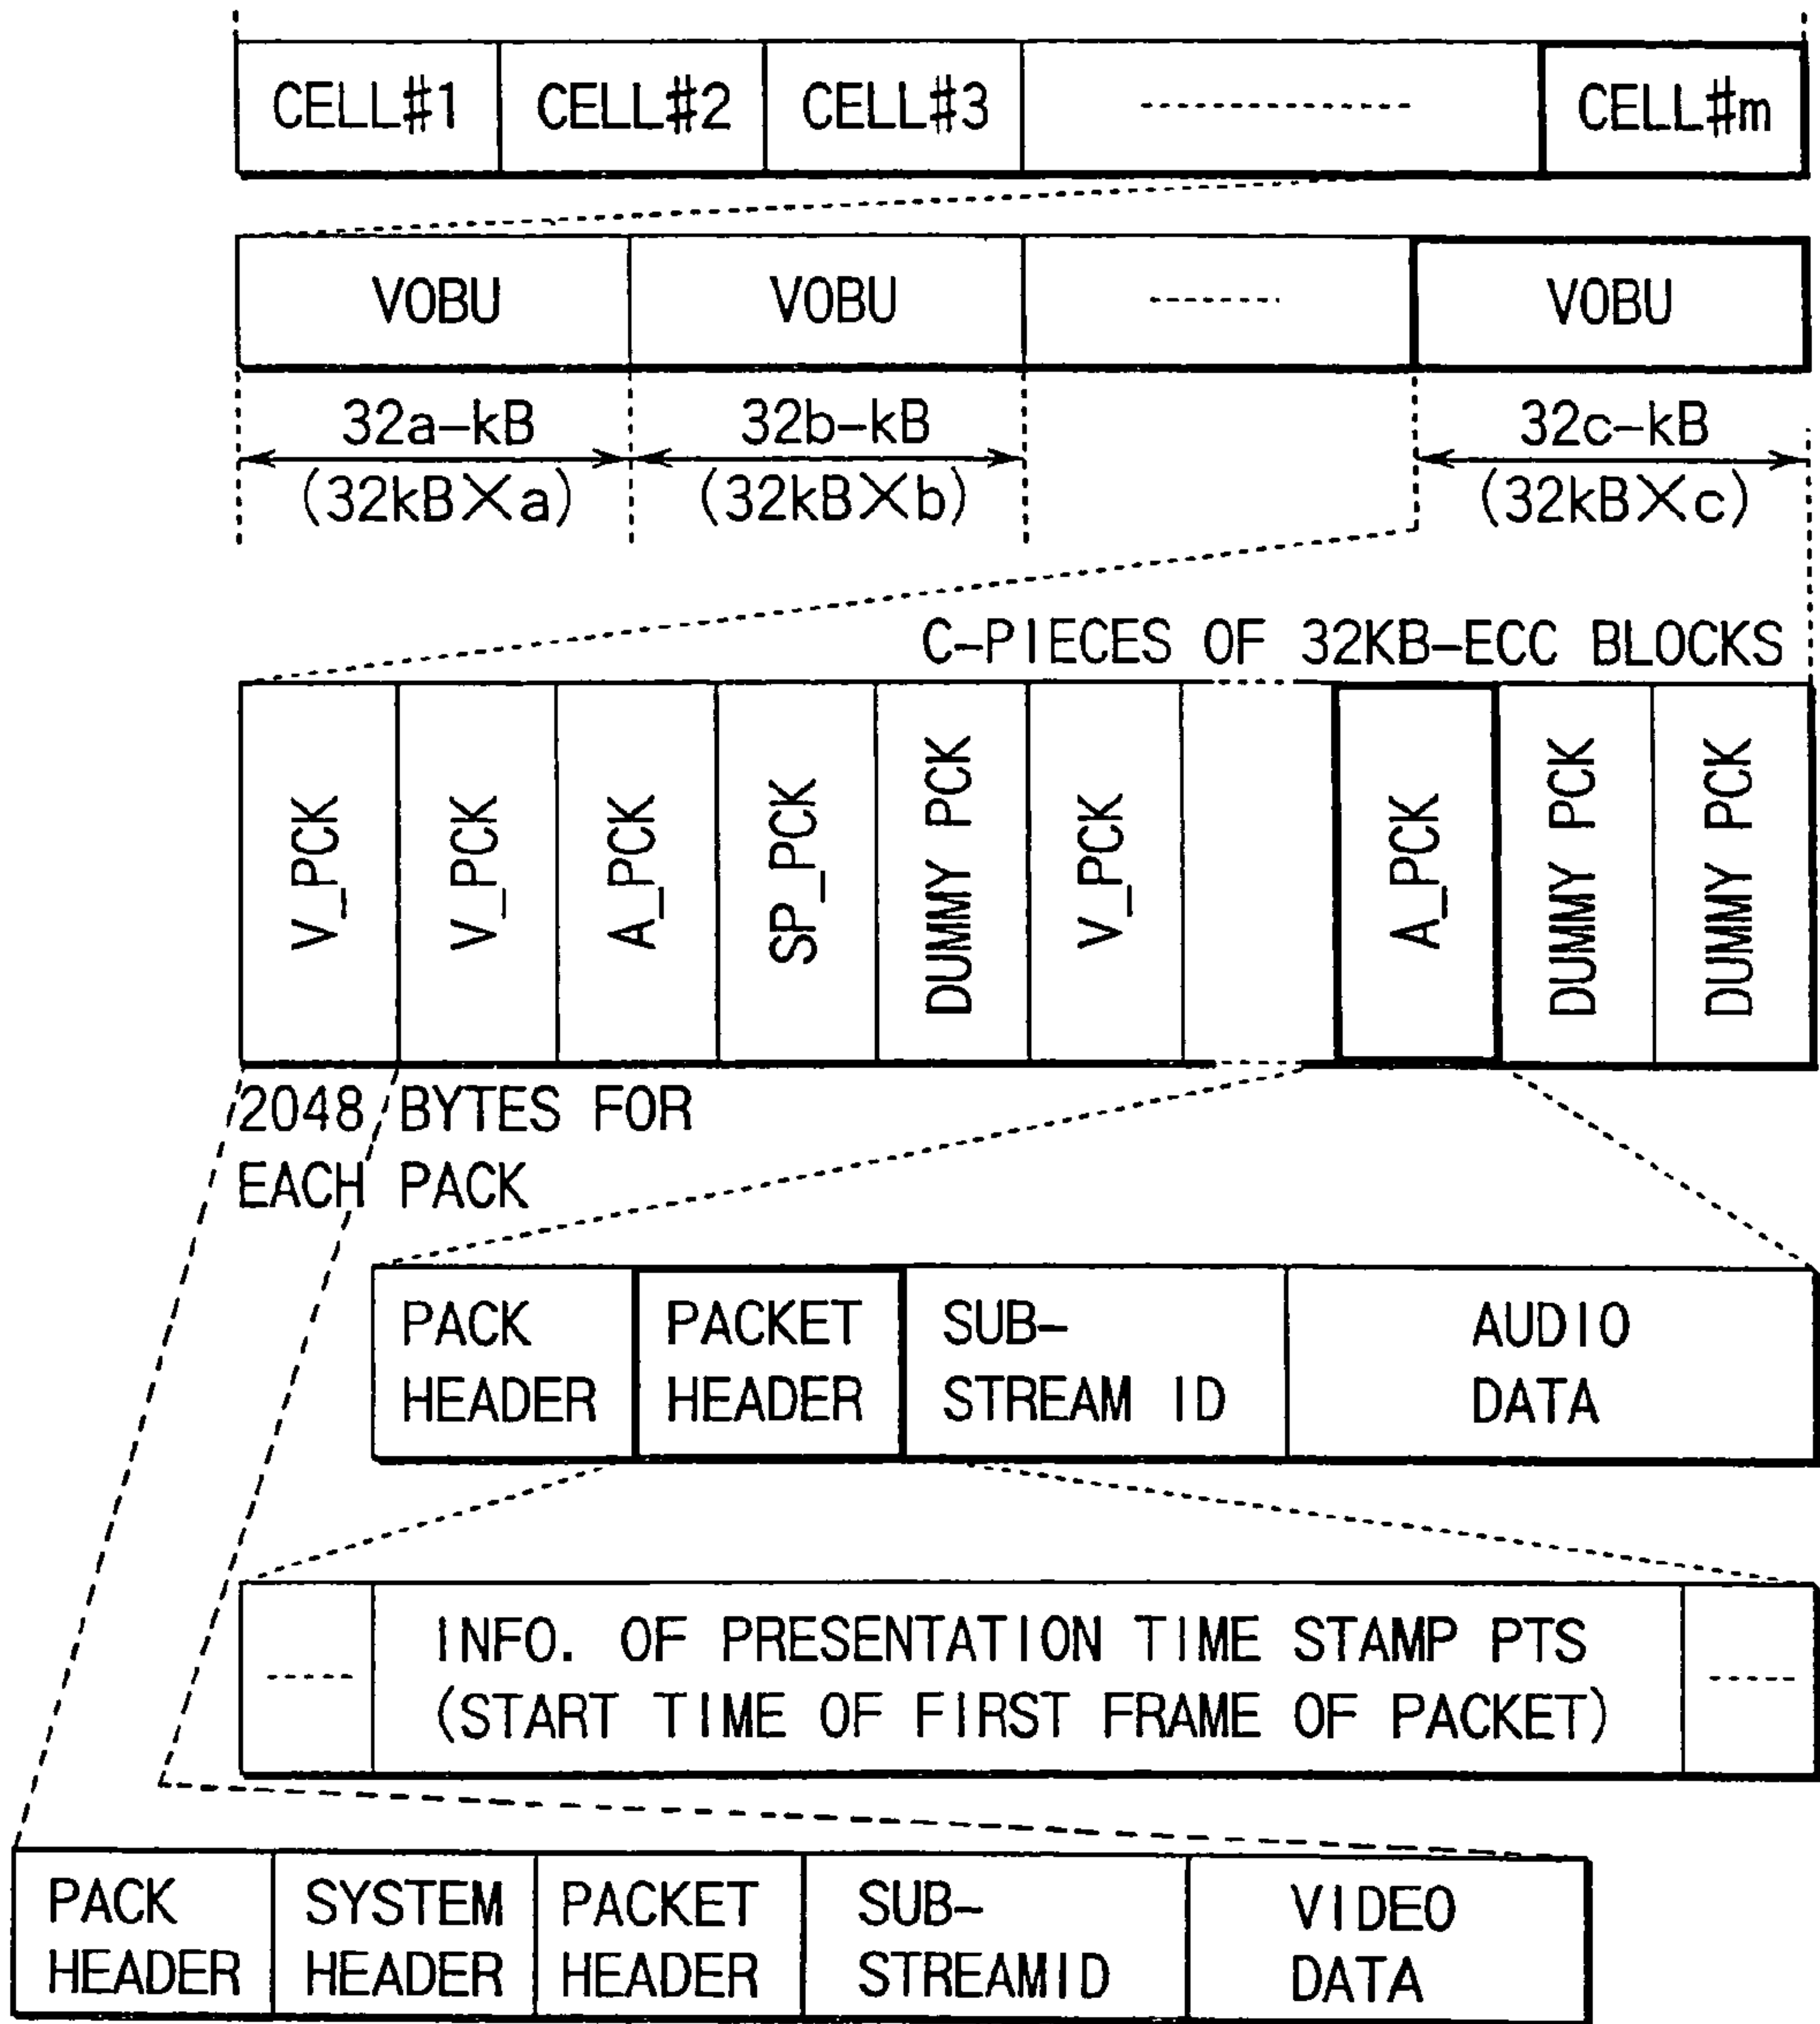 CELL#1 CELL#2 CELL#3 CELL#m
VOBU VOBU VOBU
32a-kB 32b-kB 32c-kB
(32kB×a) (32kB×b) (32kB×c)
C-PIECES OF 32KB-ECC BLOCKS
V_PCK
V_PCK
A_PCK
SP_PCK
DUMMY PCK
V_PCK
A_PCK
DUMMY PCK
DUMMY PCK
2048 BYTES FOR
EACH PACK
PACK PACKET SUB- AUDIO
HEADER HEADER STREAM ID DATA
INFO. OF PRESENTATION TIME STAMP PTS
(START TIME OF FIRST FRAME OF PACKET)
PACK SYSTEM PACKET SUB- VIDEO
HEADER HEADER HEADER STREAMID DATA